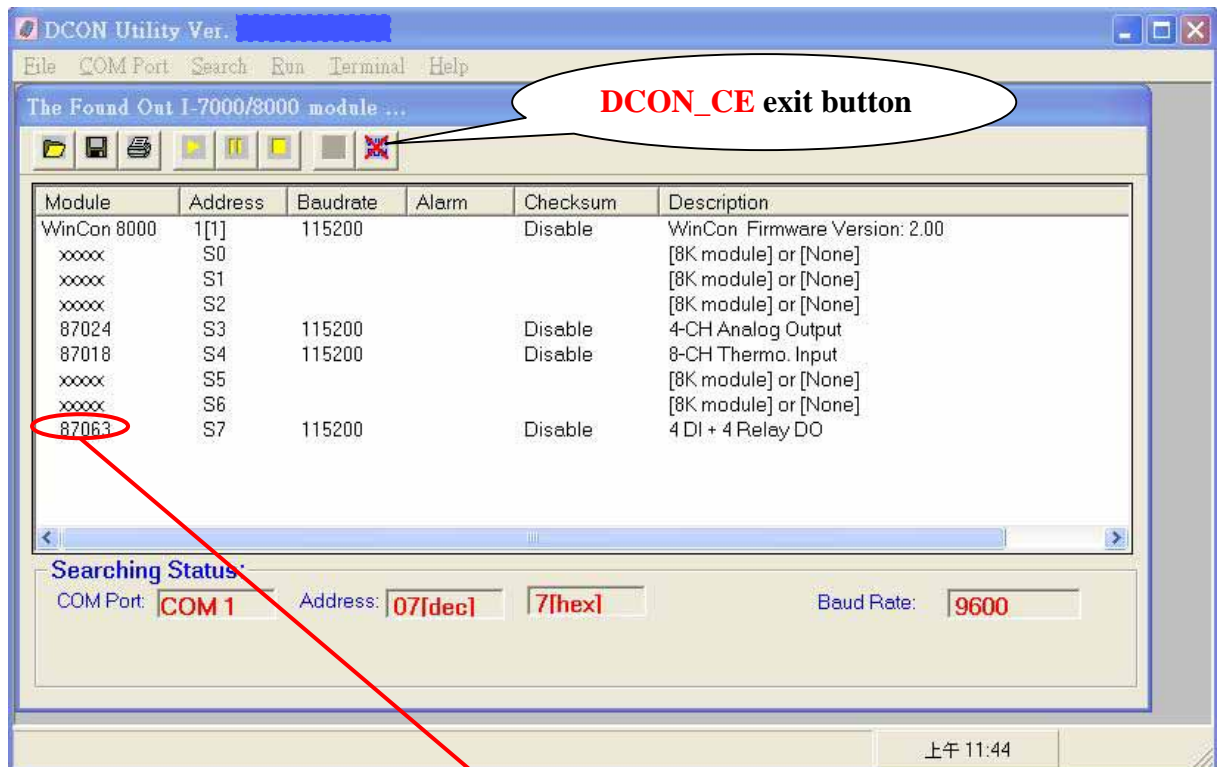 DCON Utility Ver.
File COM Port Search Run Terminal Help
DCON_CE exit button
The Found Out I-7000/8000 module ...
Module Address Baudrate Alarm Checksum Description
WinCon 8000 1[1] 115200 Disable WinCon Firmware Version: 2.00
xxxxx S0 [8K module] or [None]
xxxxx S1 [8K module] or [None]
xxxxx S2 [8K module] or [None]
87024 S3 115200 Disable 4-CH Analog Output
87018 S4 115200 Disable 8-CH Thermo. Input
xxxxx S5 [8K module] or [None]
xxxxx S6 [8K module] or [None]
87063 S7 115200 Disable 4 DI + 4 Relay DO
Searching Status:
COM Port: COM 1 Address: 07[dec] 7[hex] Baud Rate: 9600
上午 11:44